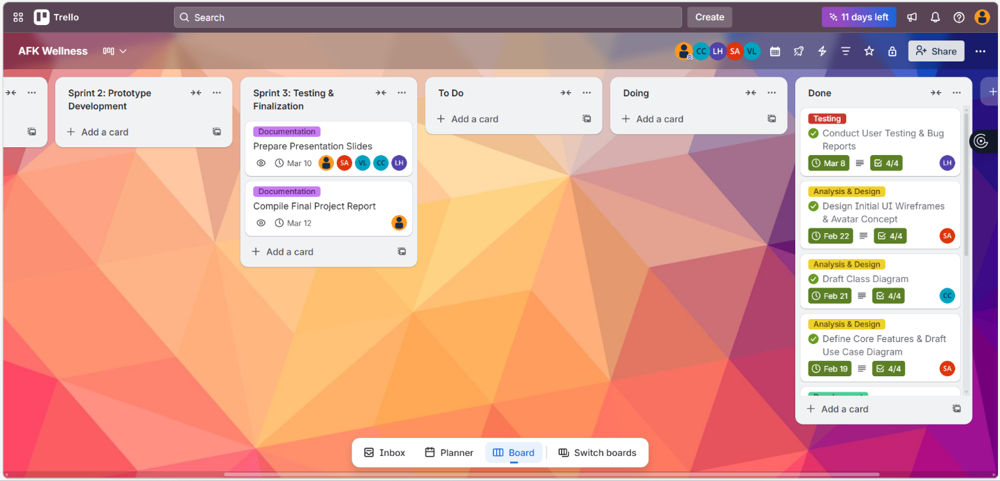 Trello
Search
Create
11 days left
AFK Wellness
CC LH SA VL
Share
Sprint 2: Prototype
Development
Add a card
Sprint 3: Testing &
Finalization
Documentation
Prepare Presentation Slides
Mar 10 SA VL CC LH
Documentation
Compile Final Project Report
Mar 12
Add a card
To Do
Add a card
Doing
Add a card
Done
Testing
Conduct User Testing & Bug
Reports
Mar 8 4/4 LH
Analysis & Design
Design Initial UI Wireframes
& Avatar Concept
Feb 22 4/4 SA
Analysis & Design
Draft Class Diagram
Feb 21 4/4 CC
Analysis & Design
Define Core Features & Draft
Use Case Diagram
Feb 19 4/4 SA
Add a card
Inbox
Planner
Board
Switch boards